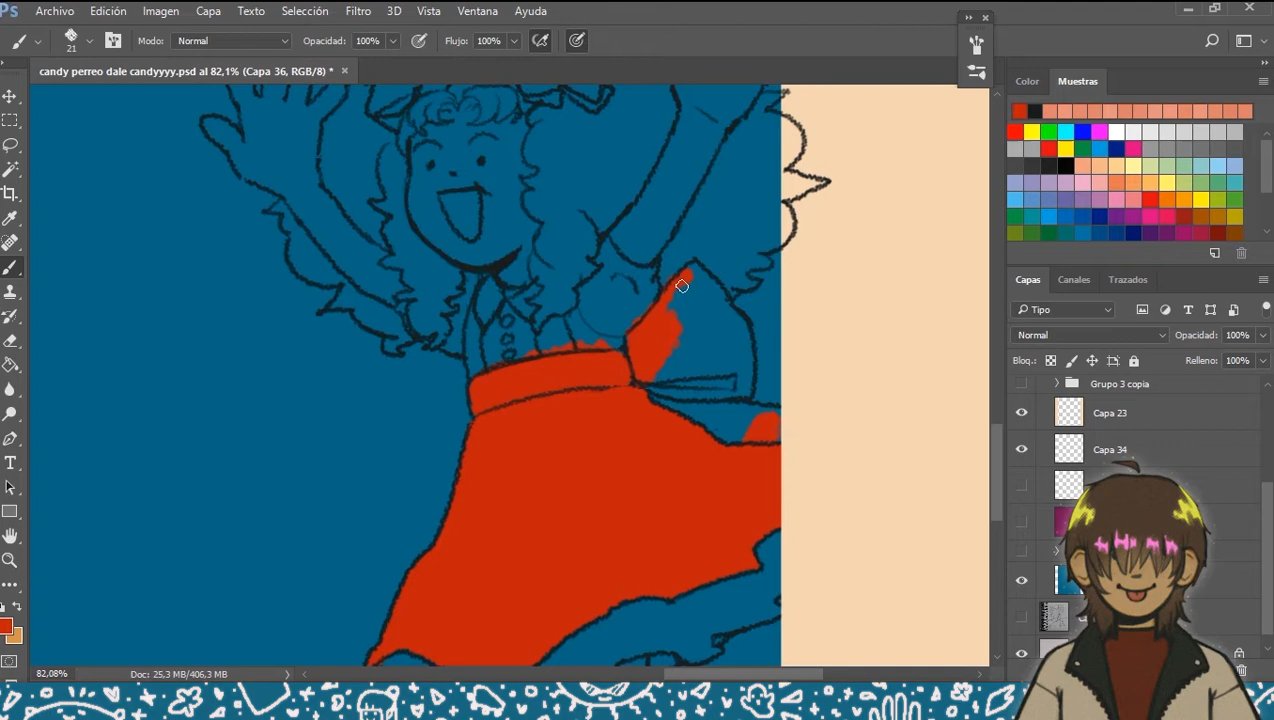 Ps Archivo Edición Imagen Capa Texto Selección Filtro 3D Vista Ventana Ayuda
21 Modo: Normal Opacidad: 100% Flujo: 100%
candy perreo dale candyyyy.psd al 82,1% (Capa 36, RGB/8) *
Color Muestras
Capas Canales Trazados
Tipo
Normal Opacidad: 100%
Bloq.: Relleno: 100%
Grupo 3 copia
Capa 23
Capa 34
82,08% Doc: 25,3 MB/406,3 MB